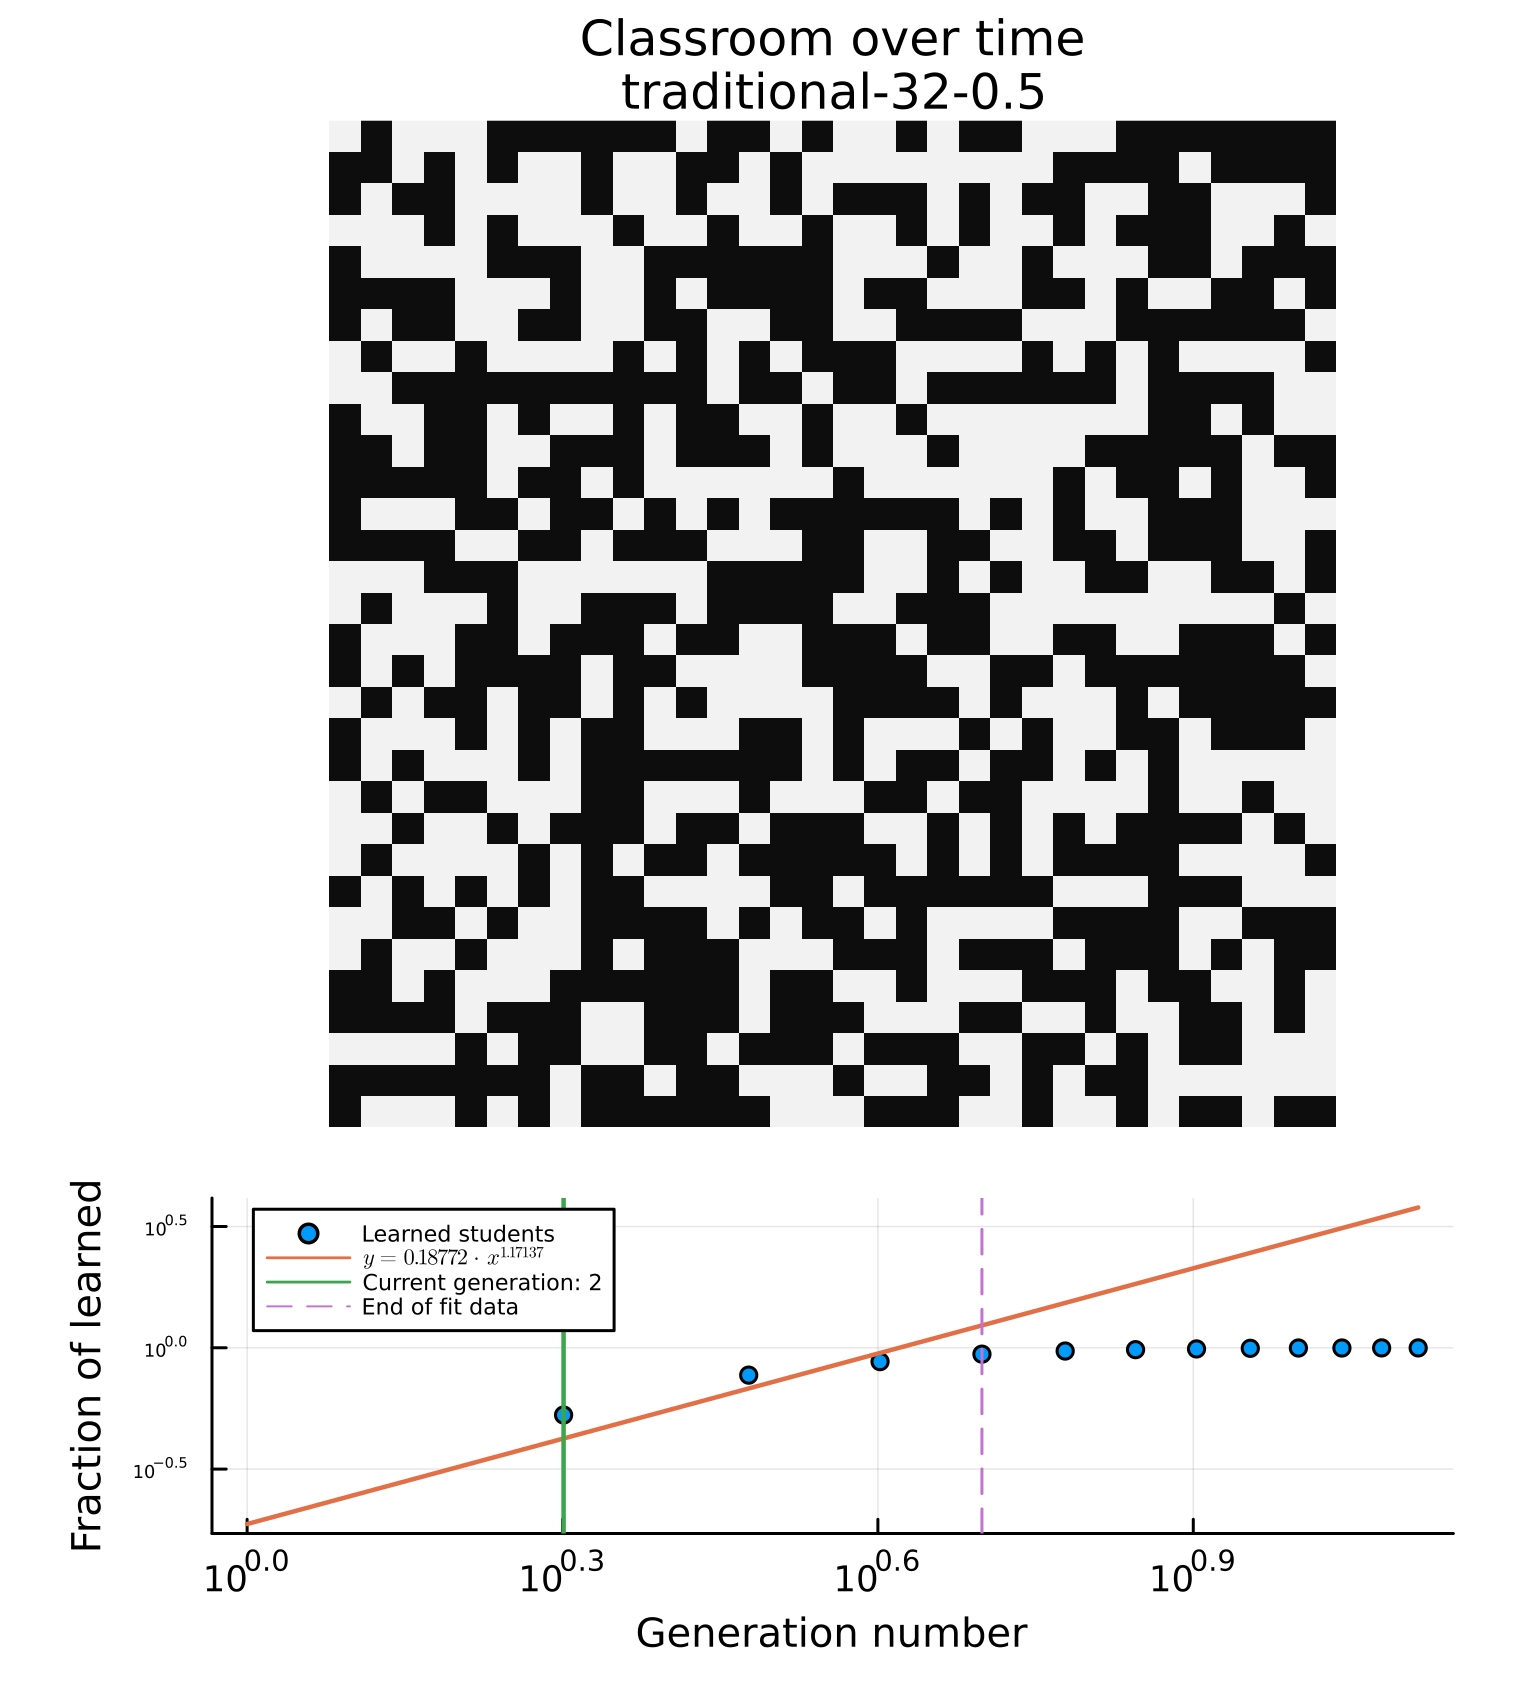 Classroom over time
traditional-32-0.5
Fraction of learned
10^0.5
10^0.0
10^−0.5
Learned students
y = 0.18772 · x^1.17137
Current generation: 2
End of fit data
10^0.0 10^0.3 10^0.6 10^0.9
Generation number